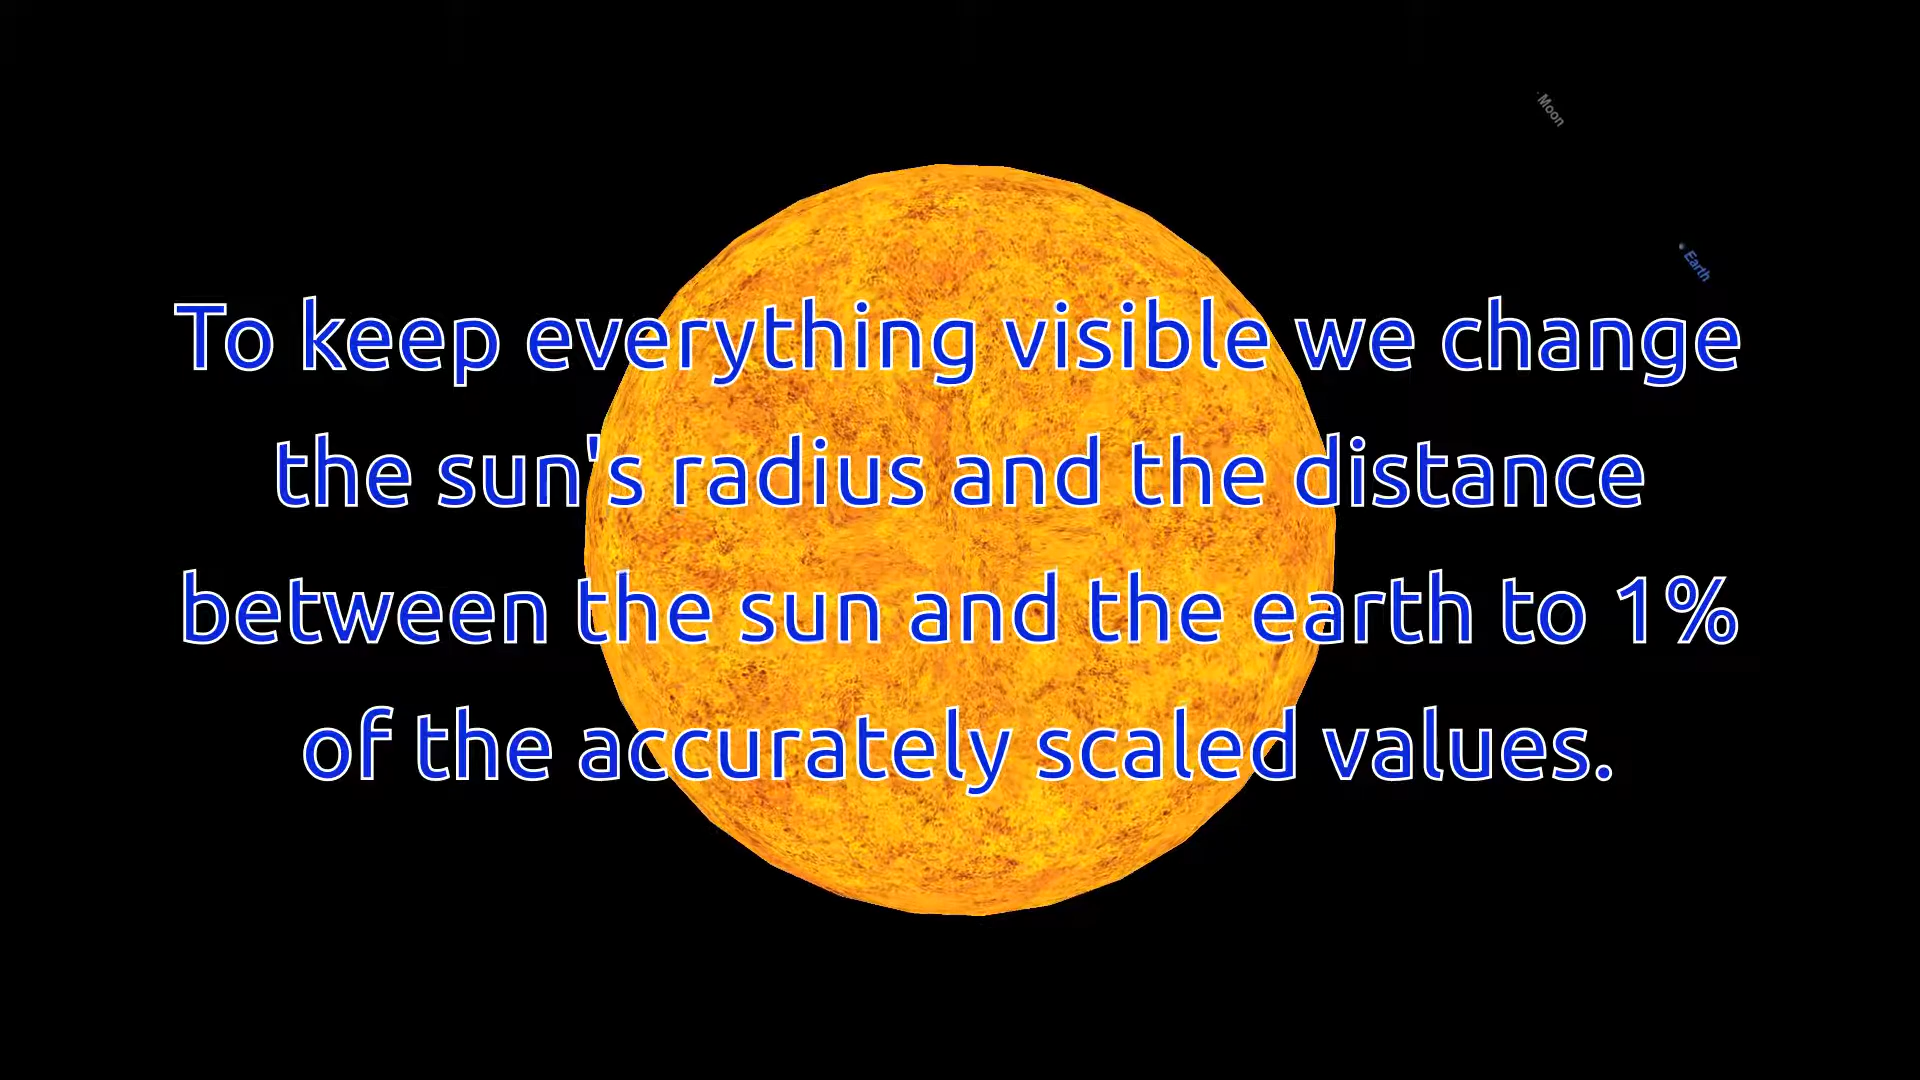 Moon
Earth
To keep everything visible we change
the sun's radius and the distance
between the sun and the earth to 1%
of the accurately scaled values.